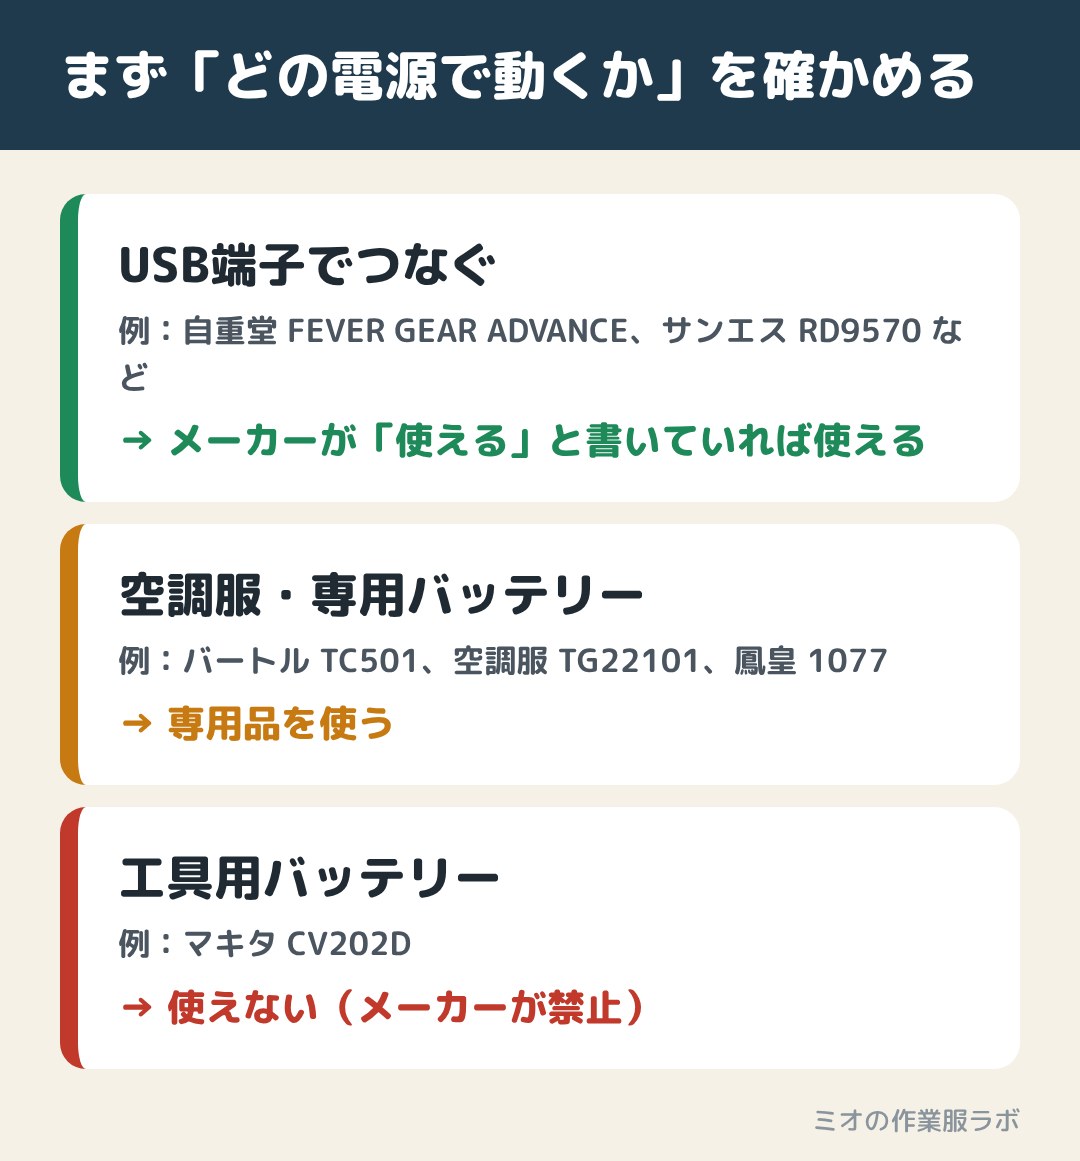 まず「どの電源で動くか」を確かめる
USB端子でつなぐ
例：自重堂 FEVER GEAR ADVANCE、サンエス RD9570 な
ど
→ メーカーが「使える」と書いていれば使える
空調服・専用バッテリー
例：バートル TC501、空調服 TG22101、鳳皇 1077
→ 専用品を使う
工具用バッテリー
例：マキタ CV202D
→ 使えない（メーカーが禁止）
ミオの作業服ラボ